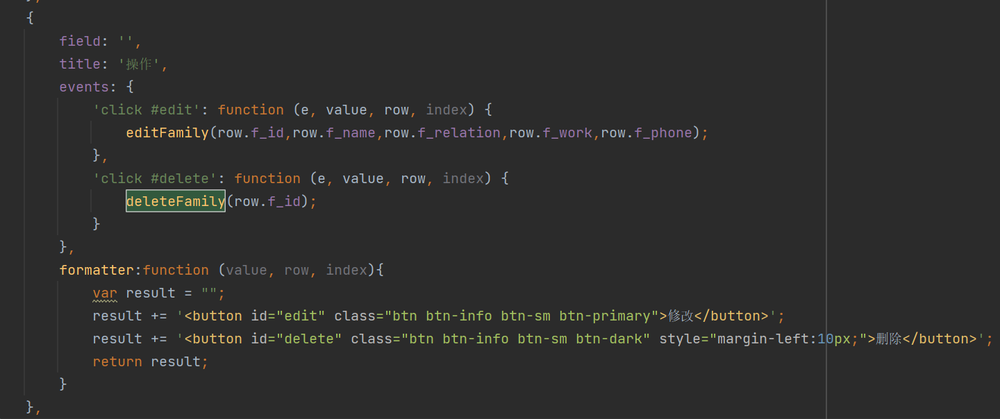 },
{
field: '',
title: '操作',
events: {
'click #edit': function (e, value, row, index) {
editFamily(row.f_id,row.f_name,row.f_relation,row.f_work,row.f_phone);
},
'click #delete': function (e, value, row, index) {
deleteFamily(row.f_id);
}
},
formatter:function (value, row, index){
var result = "";
result += '<button id="edit" class="btn btn-info btn-sm btn-primary">修改</button>';
result += '<button id="delete" class="btn btn-info btn-sm btn-dark" style="margin-left:10px;">删除</button>';
return result;
}
},